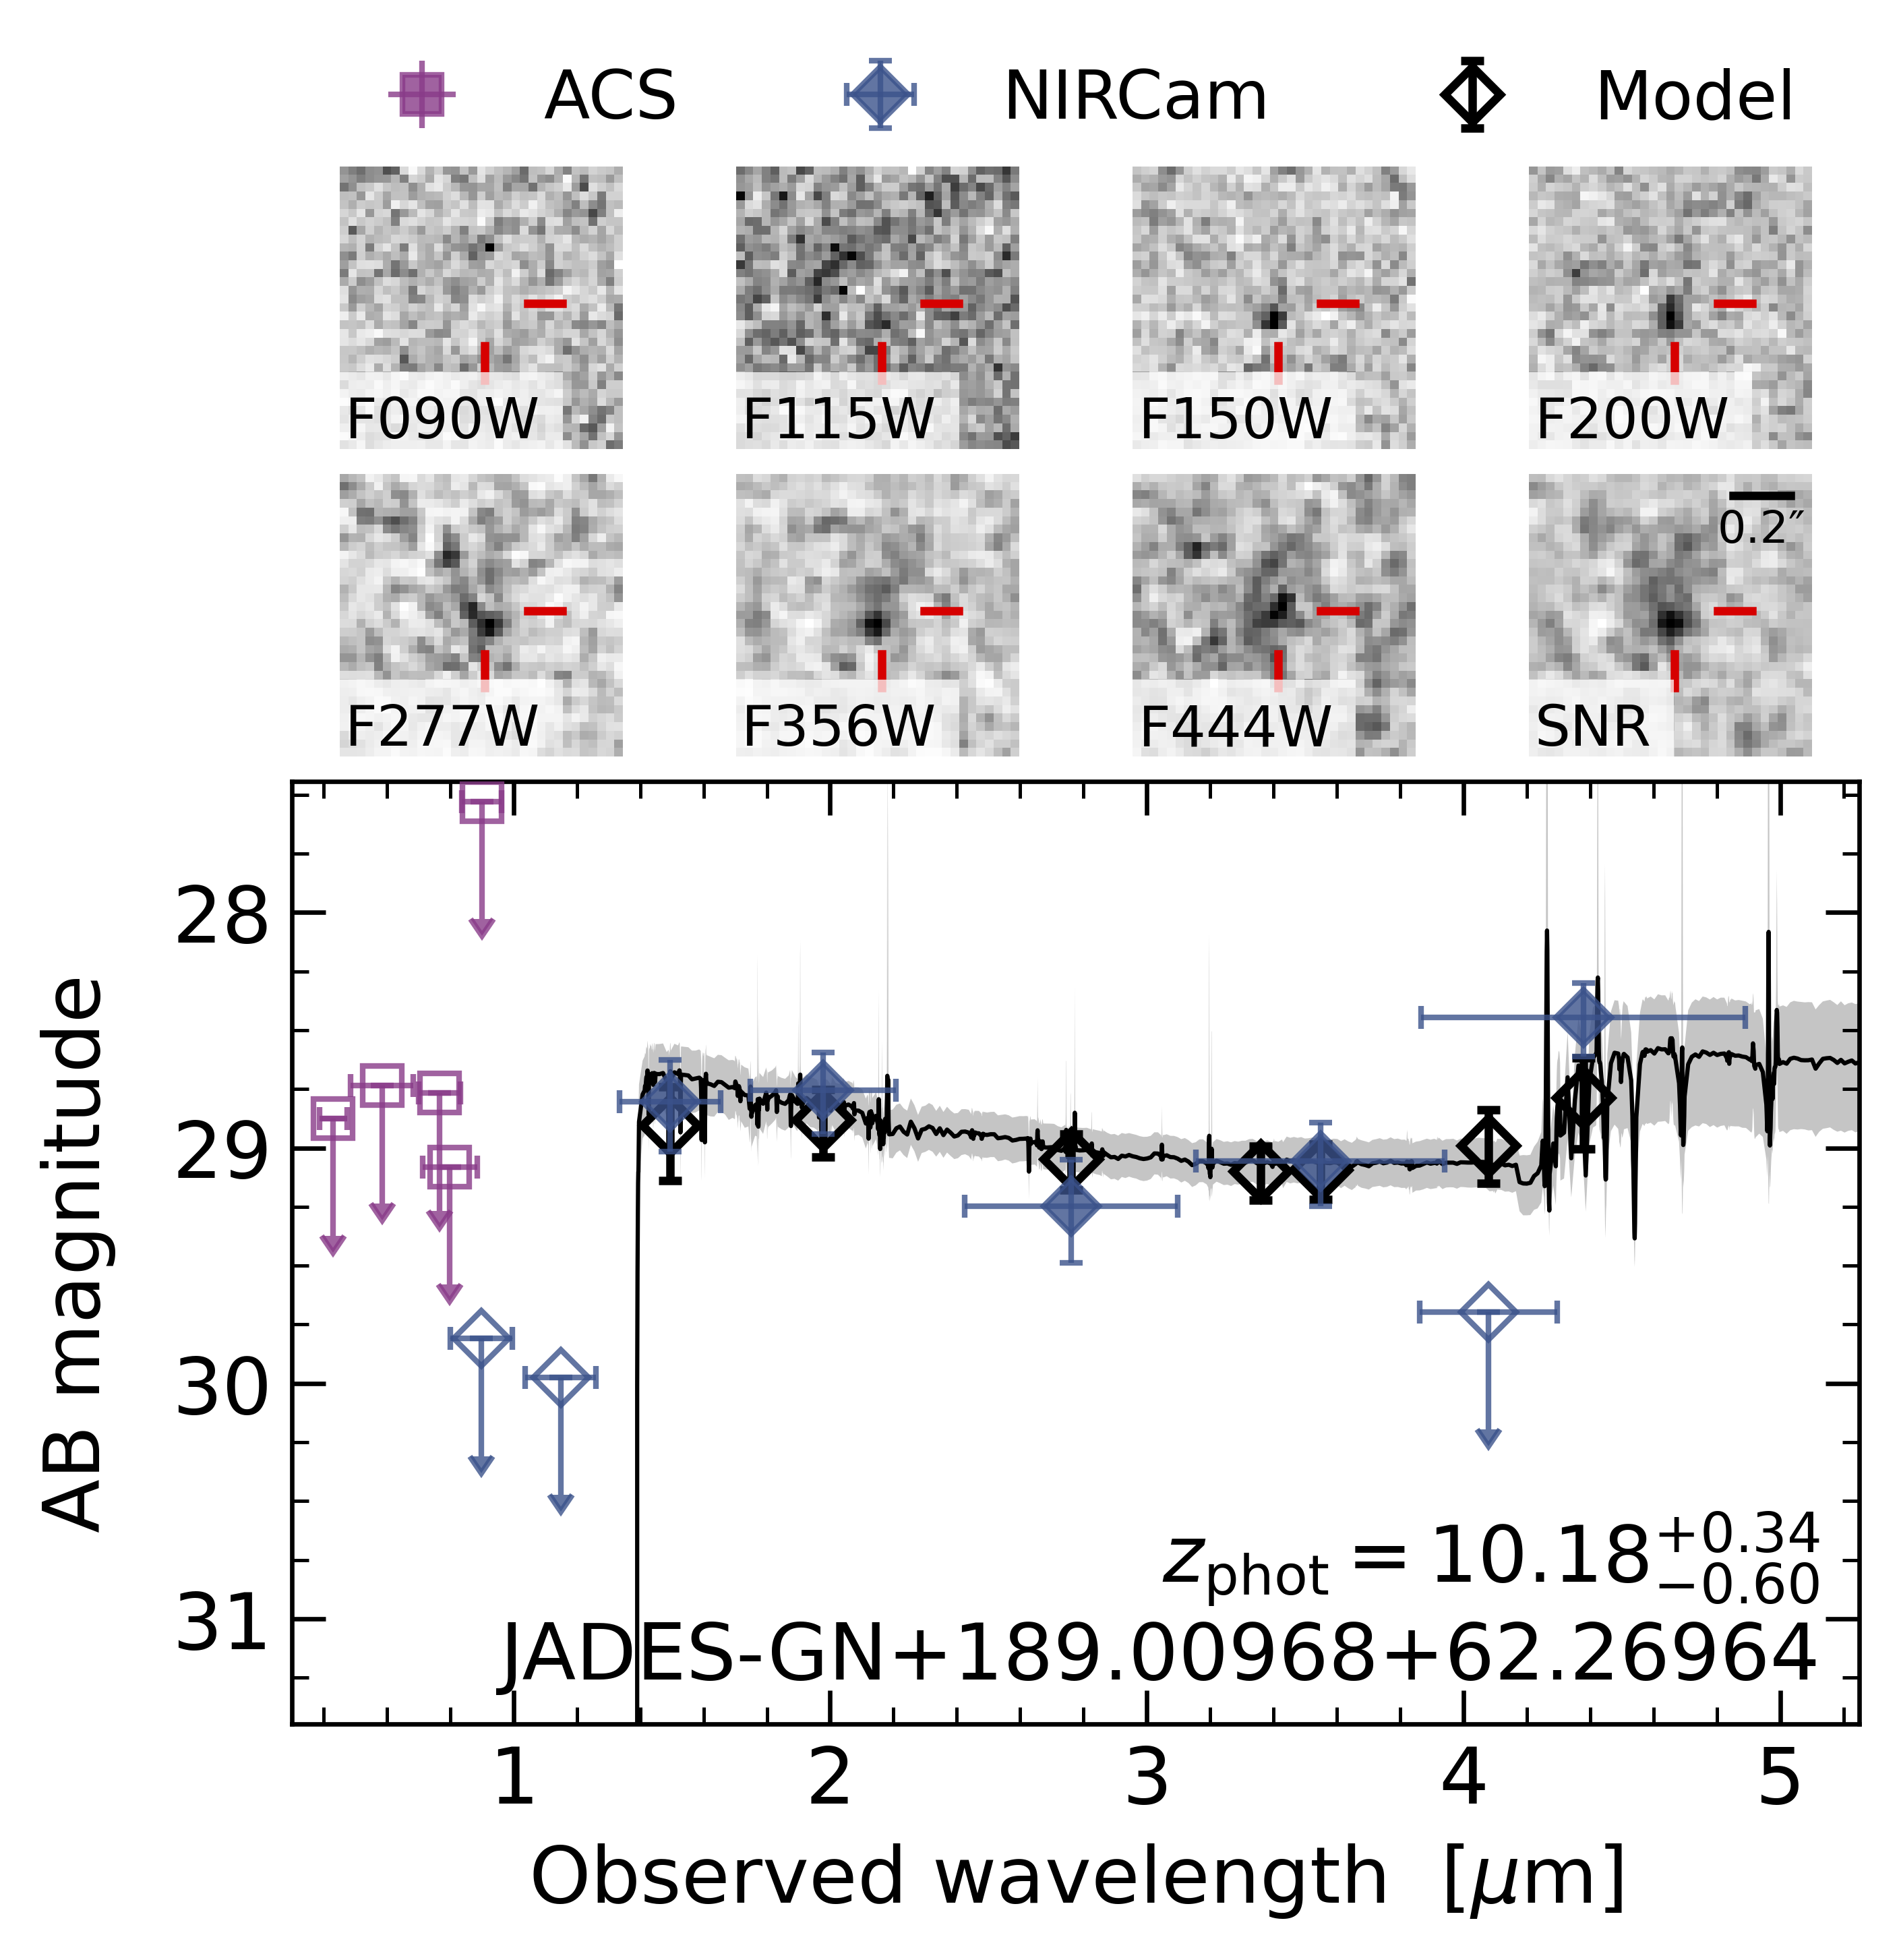 ACS NIRCam Model
F090W F115W F150W F200W
0.2″
F277W F356W F444W SNR
28
29
30
31
AB magnitude
z_phot = 10.18^{+0.34}_{−0.60}
JADES-GN+189.00968+62.26964
1 2 3 4 5
Observed wavelength [μm]